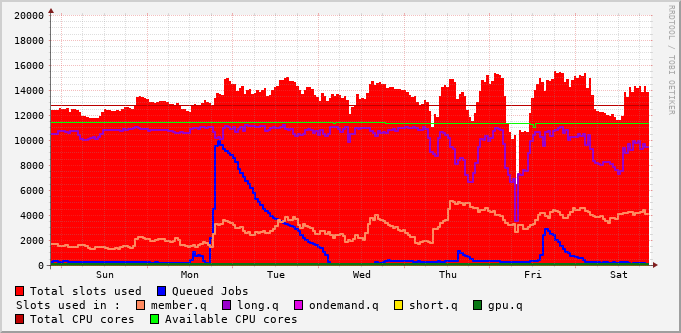 20000
18000
16000
14000
12000
10000
8000
6000
4000
2000
0
Sun Mon Tue Wed Thu Fri Sat
RRDTOOL / TOBI OETIKER
Total slots used Queued Jobs
Slots used in : member.q long.q ondemand.q short.q gpu.q
Total CPU cores Available CPU cores